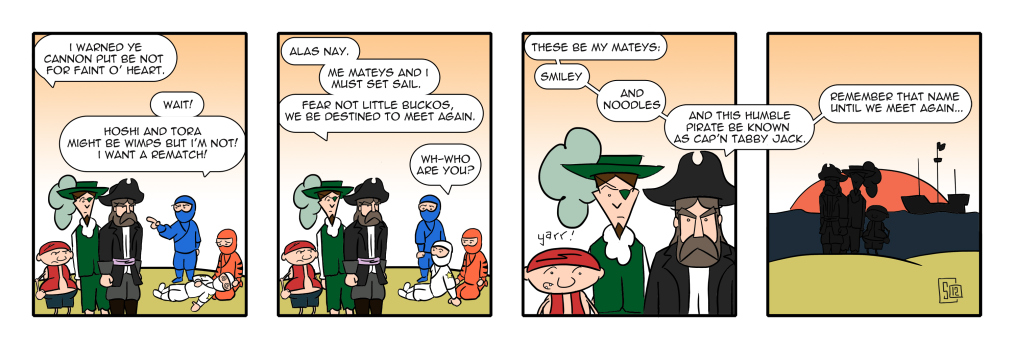 I WARNED YE
CANNON PUT BE NOT
FOR FAINT O' HEART.
WAIT!
HOSHI AND TORA
MIGHT BE WIMPS BUT I'M NOT!
I WANT A REMATCH!
ALAS NAY.
ME MATEYS AND I
MUST SET SAIL.
FEAR NOT LITTLE BUCKOS,
WE BE DESTINED TO MEET AGAIN.
WH-WHO
ARE YOU?
THESE BE MY MATEYS:
SMILEY
AND
NOODLES
AND THIS HUMBLE
PIRATE BE KNOWN
AS CAP'N TABBY JACK.
yarr!
REMEMBER THAT NAME
UNTIL WE MEET AGAIN...